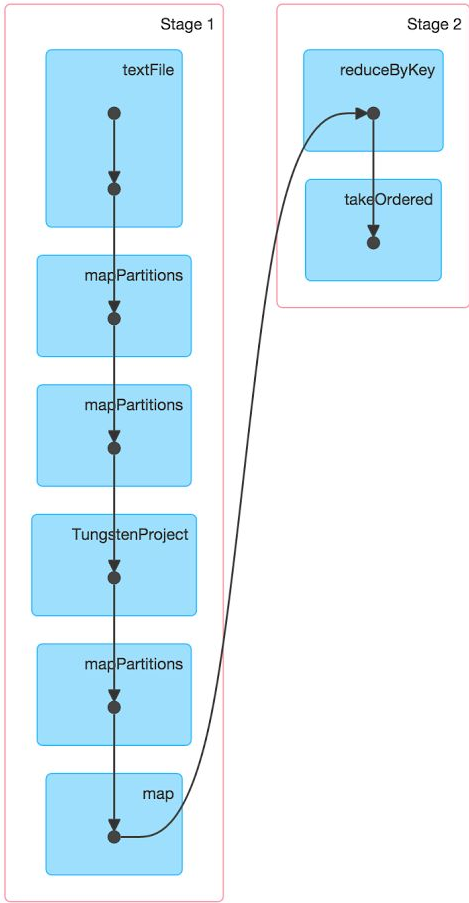 Stage 1
textFile
mapPartitions
mapPartitions
TungstenProject
mapPartitions
map
Stage 2
reduceByKey
takeOrdered